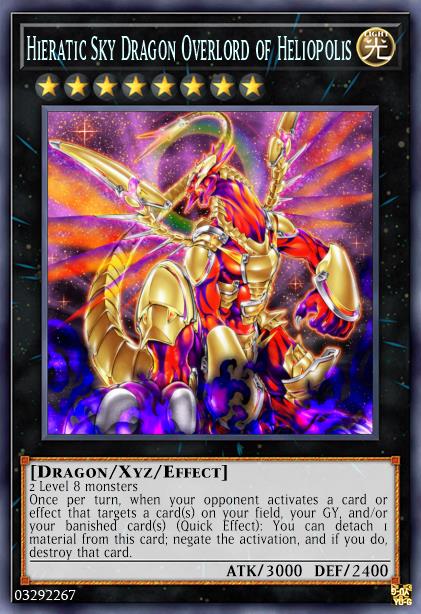 Hieratic Sky Dragon Overlord of Heliopolis
LIGHT
光
[Dragon/Xyz/Effect]
2 Level 8 monsters
Once per turn, when your opponent activates a card or
effect that targets a card(s) on your field, your GY, and/or
your banished card(s) (Quick Effect): You can detach 1
material from this card; negate the activation, and if you do,
destroy that card.
ATK/3000 DEF/2400
03292267